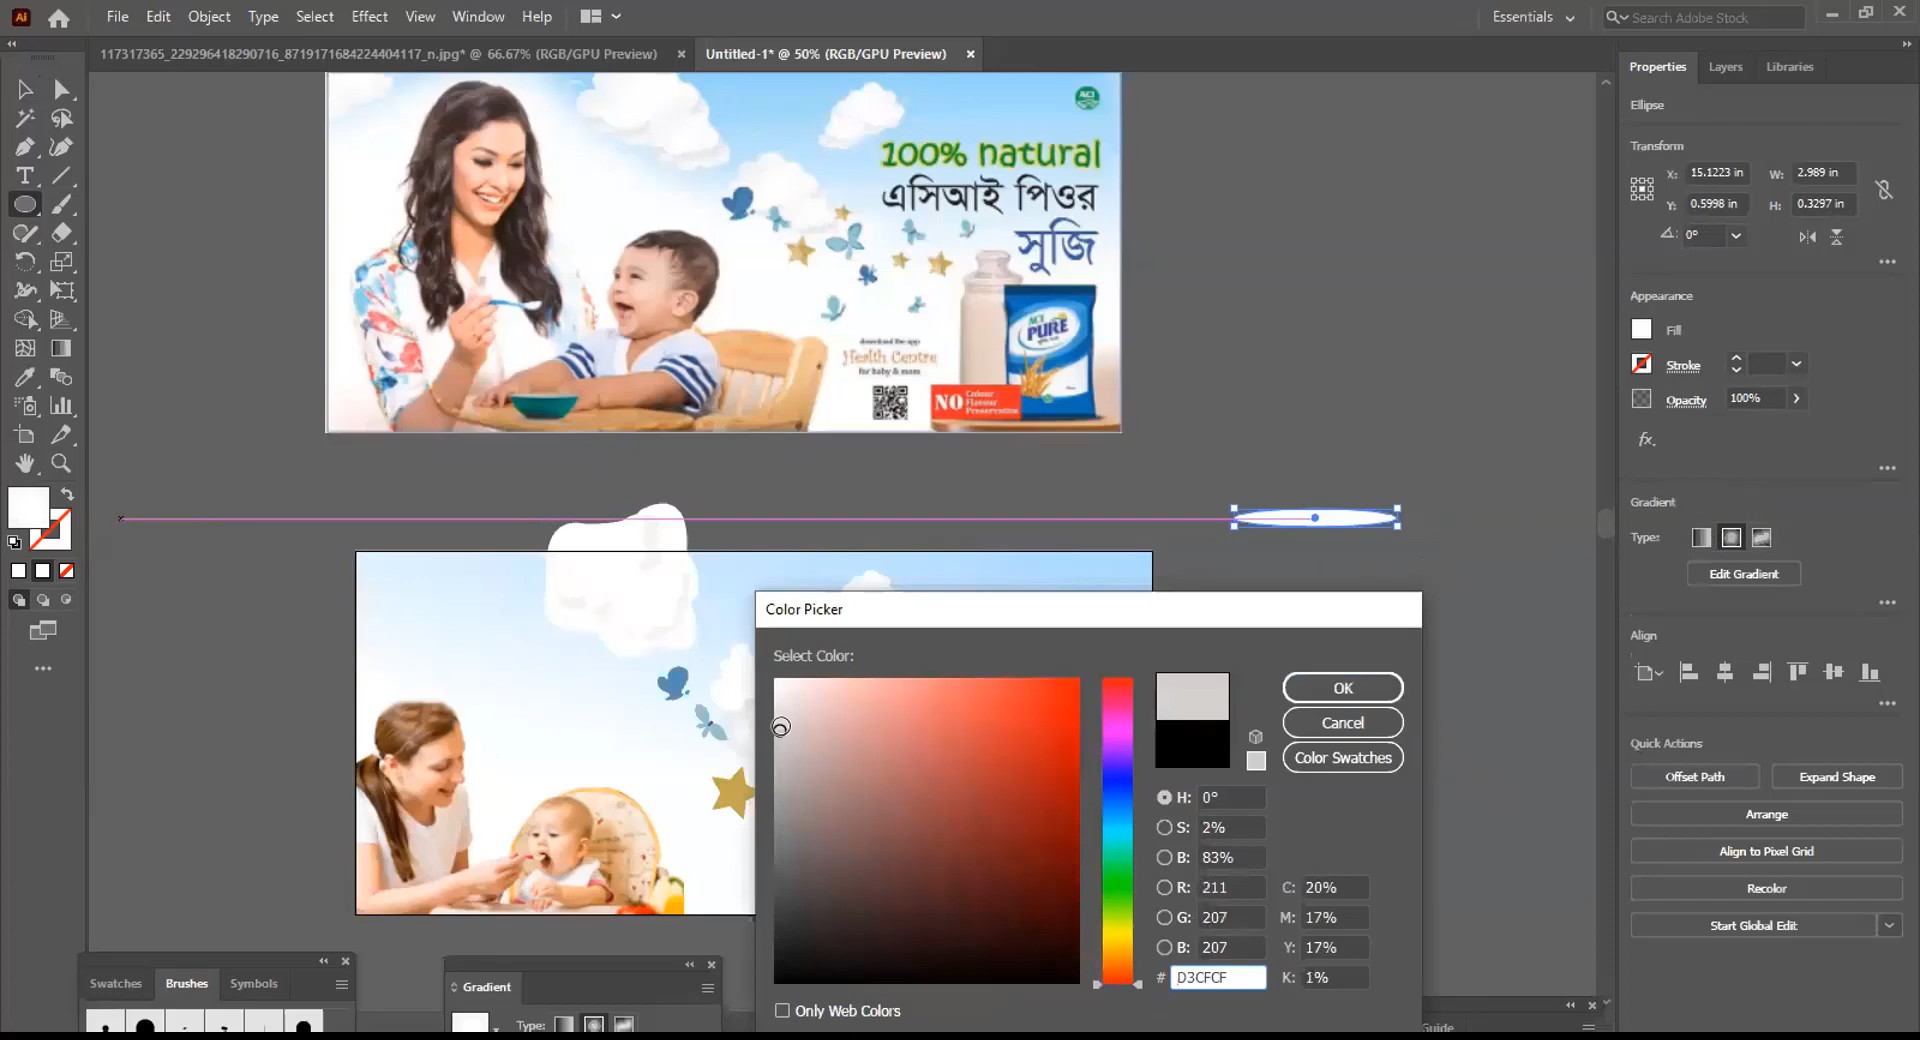 Ai File Edit Object Type Select Effect View Window Help Essentials Search Adobe Stock
117317365_229296418290716_8719171684224404117_n.jpg* @ 66.67% (RGB/GPU Preview) Untitled-1* @ 50% (RGB/GPU Preview)
Properties Layers Libraries
Ellipse
Transform
X: 15.1223 in W: 2.989 in
Y: 0.5998 in H: 0.3297 in
0°
Appearance
Fill
Stroke
Opacity 100%
fx.
Gradient
Type:
Edit Gradient
Align
Quick Actions
Offset Path Expand Shape
Arrange
Align to Pixel Grid
Recolor
Start Global Edit
ACI
100% natural
এসিআই পিওর
সুজি
ACI
PURE
download the app
Health Centre
for baby & mom
NO Colour
Flavour
Preservative
Color Picker
Select Color:
OK
Cancel
Color Swatches
H: 0°
S: 2%
B: 83%
R: 211 C: 20%
G: 207 M: 17%
B: 207 Y: 17%
# D3CFCF K: 1%
Only Web Colors
Swatches Brushes Symbols
Gradient
Type:
Guide